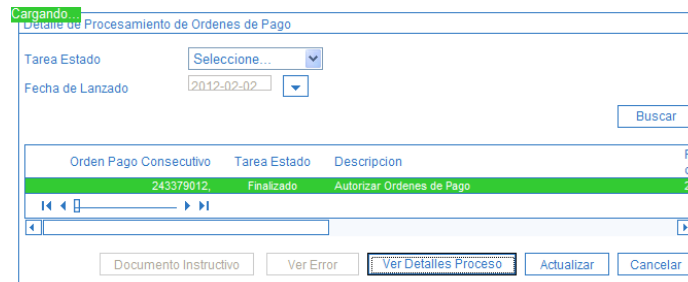 Cargando...
Detalle de Procesamiento de Ordenes de Pago
Tarea Estado Seleccione...
Fecha de Lanzado 2012-02-02
Buscar
Orden Pago Consecutivo Tarea Estado Descripcion
243379012, Finalizado Autorizar Ordenes de Pago
Documento Instructivo Ver Error Ver Detalles Proceso Actualizar Cancelar